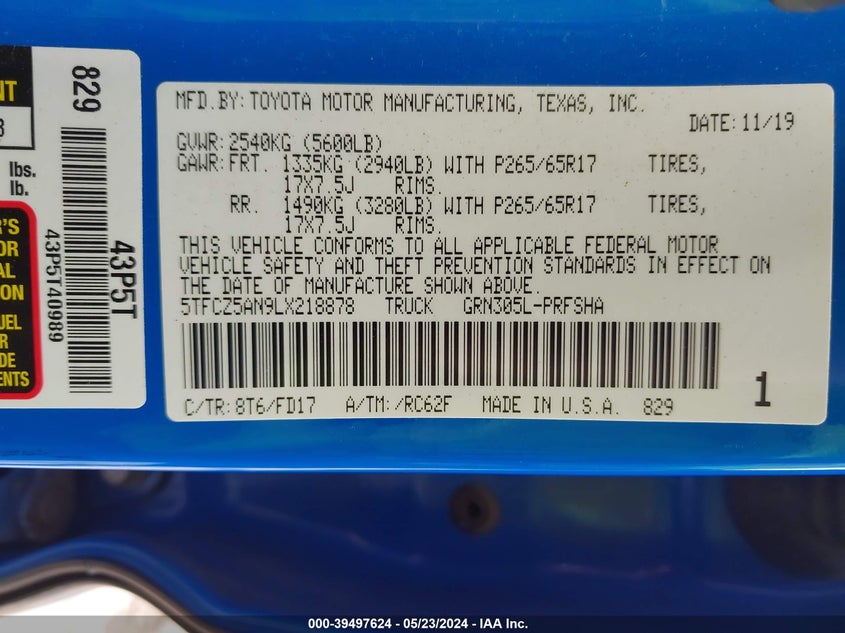 MFD.BY:TOYOTA MOTOR MANUFACTURING, TEXAS, INC.
DATE:11/19
GVWR:2540KG (5600LB)
GAWR:FRT. 1335KG (2940LB) WITH P265/65R17 TIRES,
17X7.5J RIMS.
RR. 1490KG (3280LB) WITH P265/65R17 TIRES,
17X7.5J RIMS.
THIS VEHICLE CONFORMS TO ALL APPLICABLE FEDERAL MOTOR
VEHICLE SAFETY AND THEFT PREVENTION STANDARDS IN EFFECT ON
THE DATE OF MANUFACTURE SHOWN ABOVE.
5TFCZ5AN9LX218878 TRUCK GRN305L-PRFSHA
C/TR:8T6/FD17 A/TM:/RC62F MADE IN U.S.A. 829
1
829
43P5T
43P5T40989
lbs.
lb.
000-39497624 - 05/23/2024 - IAA Inc.